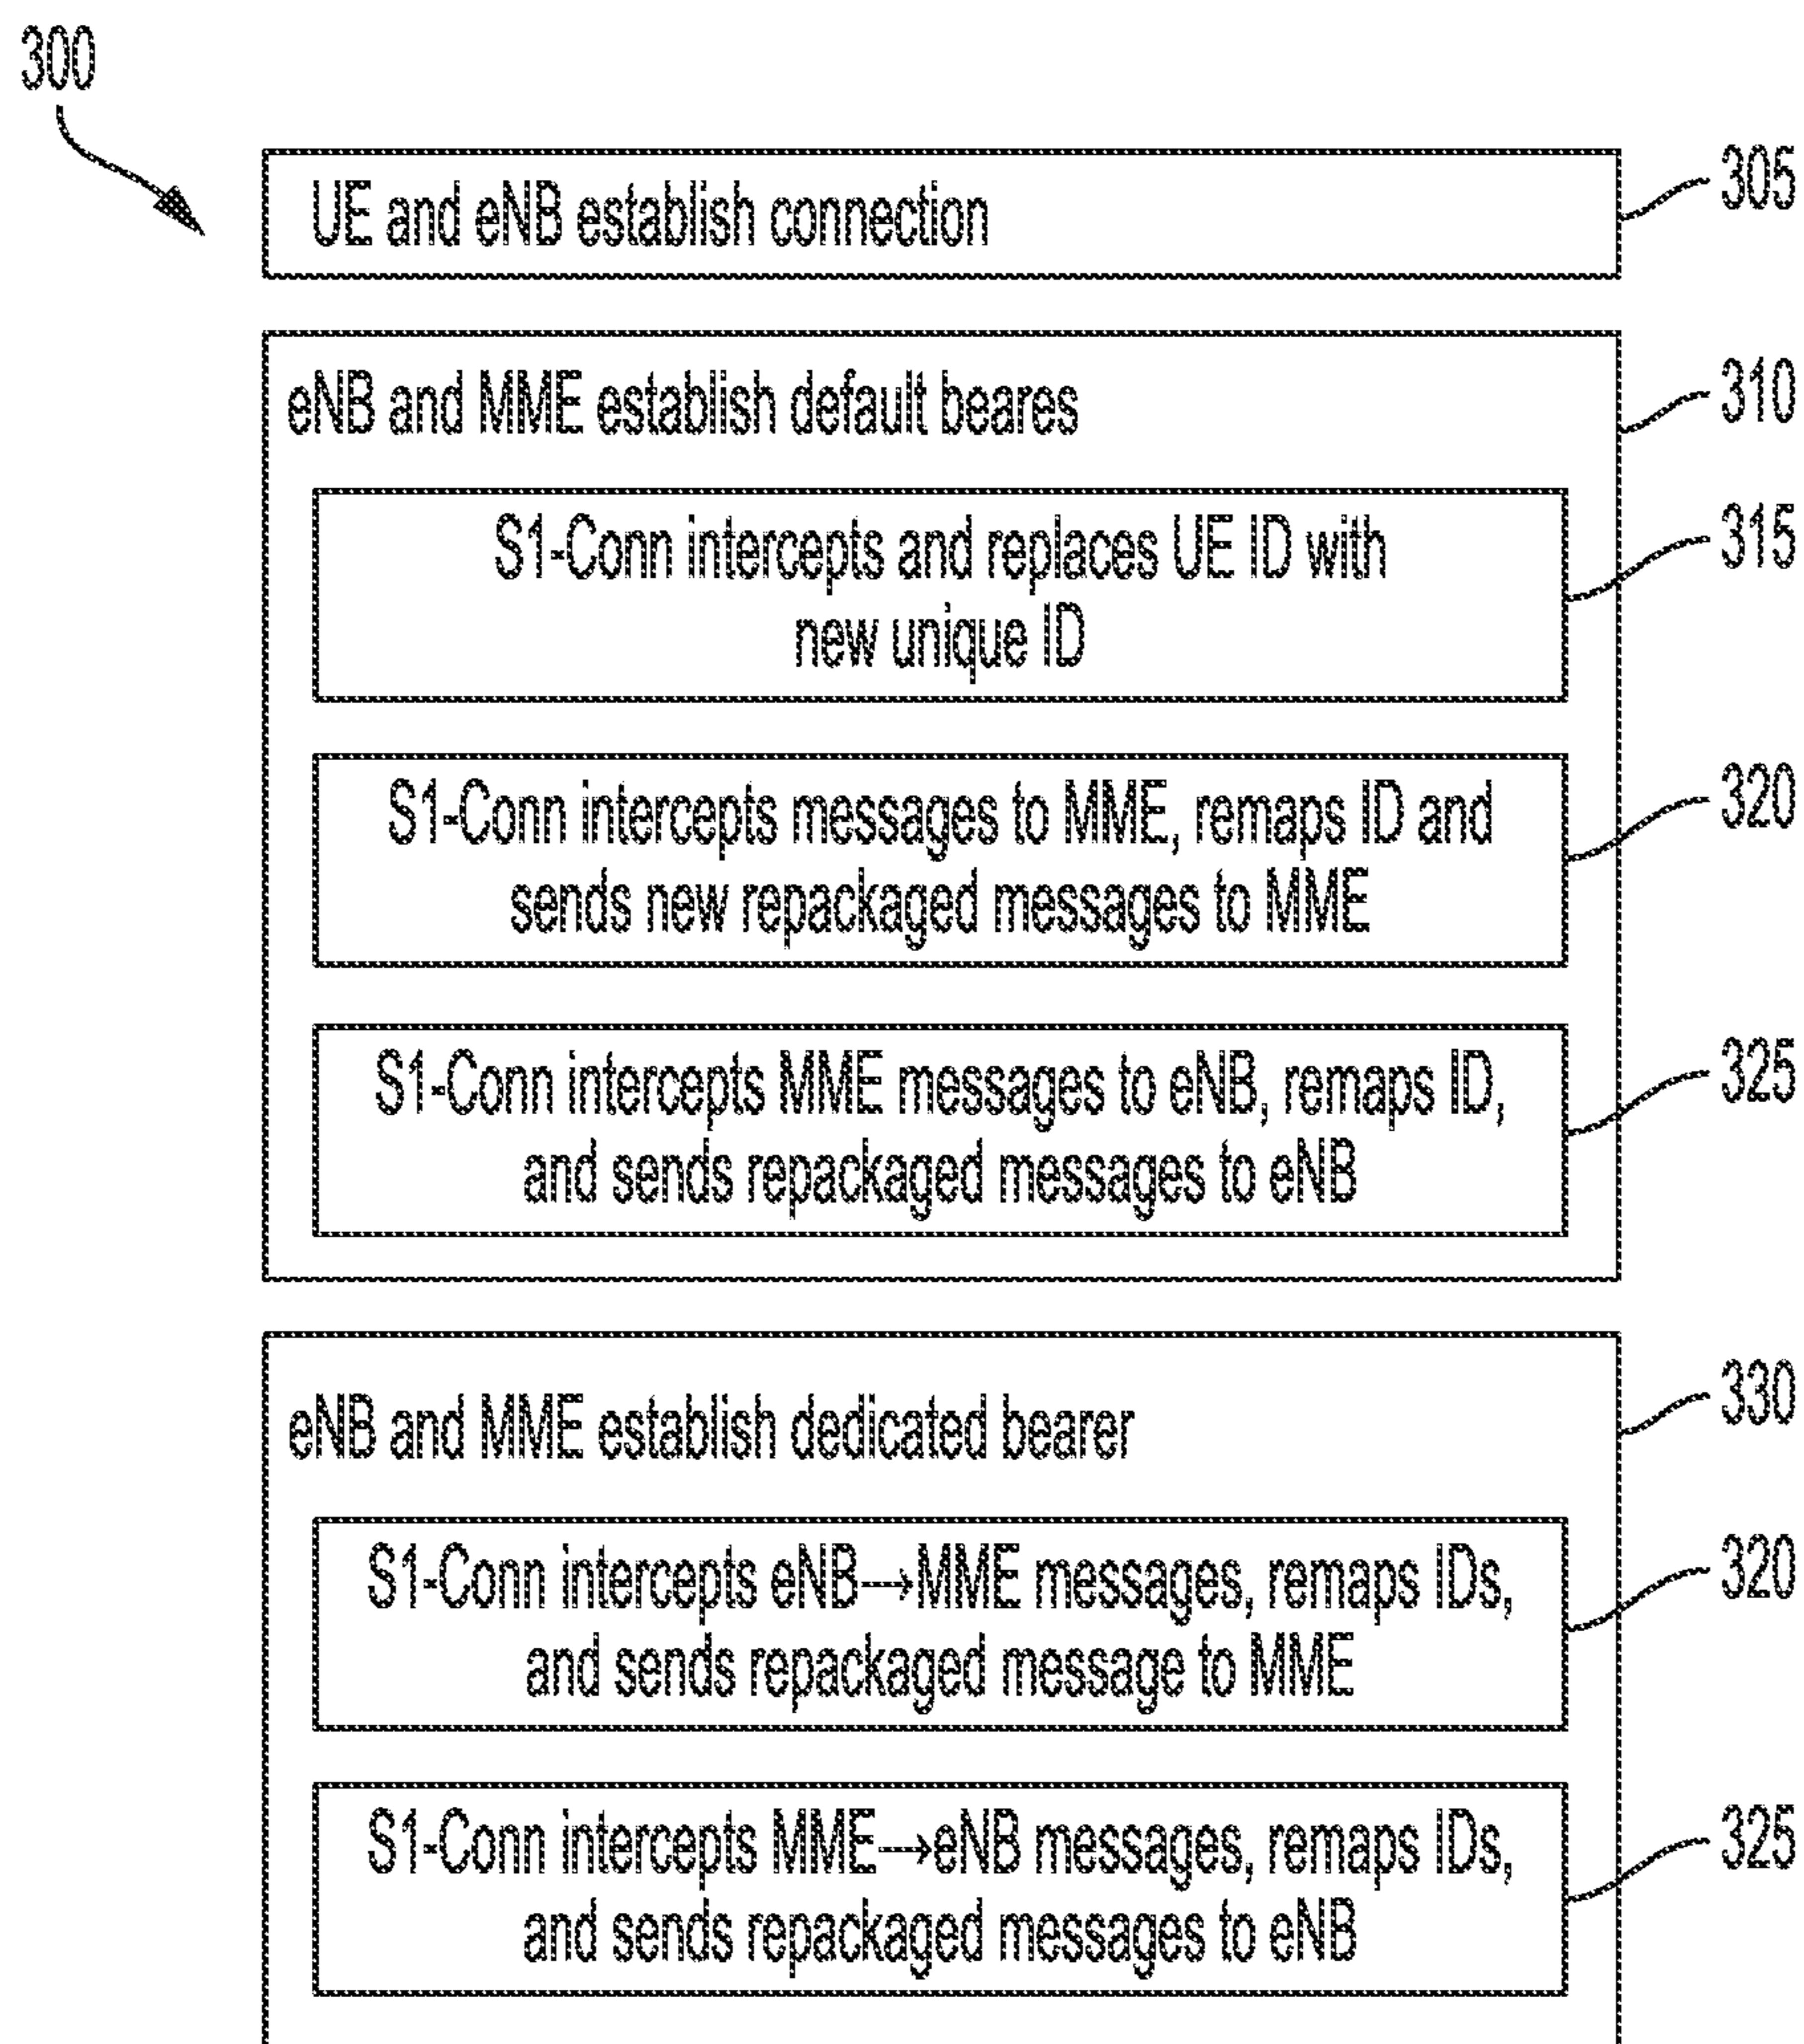 300
UE and eNB establish connection
305
eNB and MME establish default beares
310
S1-Conn intercepts and replaces UE ID with
new unique ID
315
S1-Conn intercepts messages to MME, remaps ID and
sends new repackaged messages to MME
320
S1-Conn intercepts MME messages to eNB, remaps ID,
and sends repackaged messages to eNB
325
eNB and MME establish dedicated bearer
330
S1-Conn intercepts eNB→MME messages, remaps IDs,
and sends repackaged message to MME
320
S1-Conn intercepts MME→eNB messages, remaps IDs,
and sends repackaged messages to eNB
325